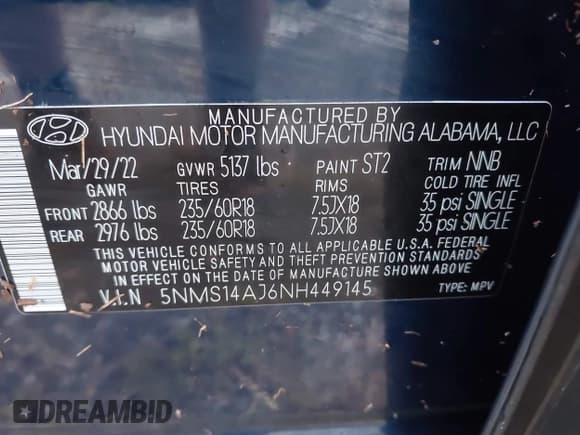 MANUFACTURED BY
HYUNDAI MOTOR MANUFACTURING ALABAMA, LLC
Mar/29/22 GVWR 5137 lbs PAINT ST2 TRIM NNB
GAWR TIRES RIMS COLD TIRE INFL
FRONT 2866 lbs 235/60R18 7.5JX18 35 psi SINGLE
REAR 2976 lbs 235/60R18 7.5JX18 35 psi SINGLE
THIS VEHICLE CONFORMS TO ALL APPLICABLE U.S.A. FEDERAL
MOTOR VEHICLE SAFETY AND THEFT PREVENTION STANDARDS
IN EFFECT ON THE DATE OF MANUFACTURE SHOWN ABOVE.
V.I.N 5NMS14AJ6NH449145 TYPE: MPV
DREAMBID